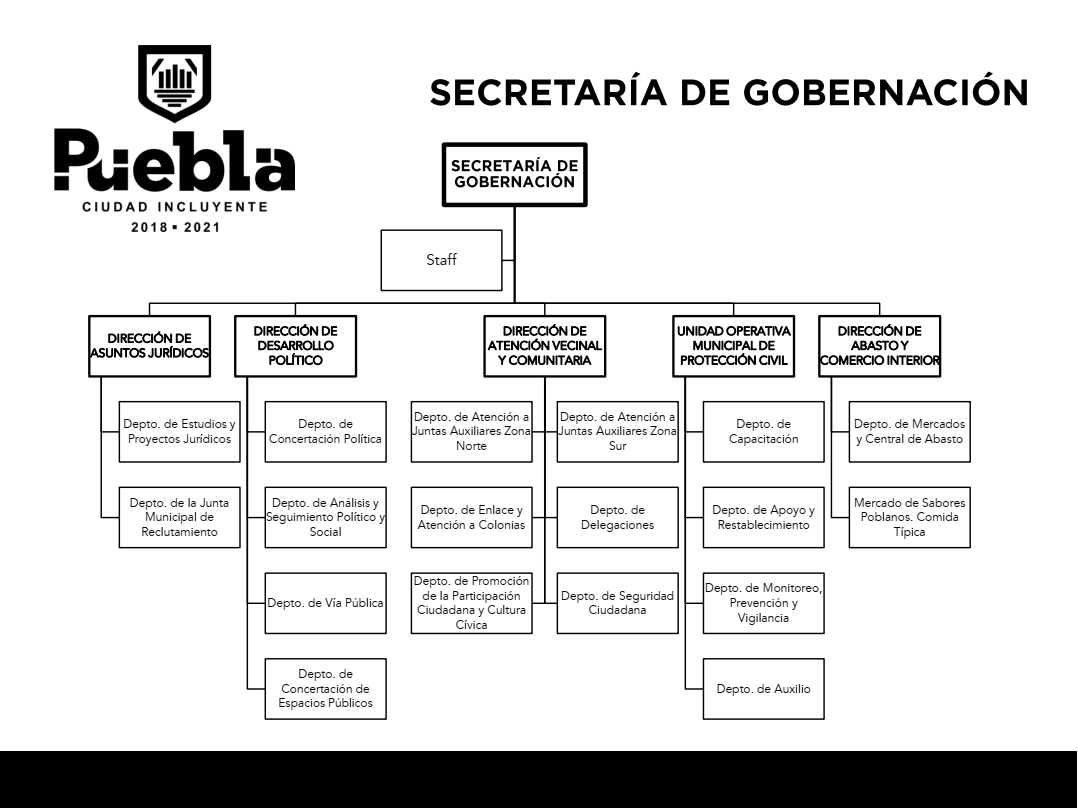 SECRETARÍA DE GOBERNACIÓN
Puebla
CIUDAD INCLUYENTE
2018 ▪ 2021
SECRETARÍA DE
GOBERNACIÓN
Staff
DIRECCIÓN DE
ASUNTOS JURÍDICOS
DIRECCIÓN DE
DESARROLLO
POLÍTICO
DIRECCIÓN DE
ATENCIÓN VECINAL
Y COMUNITARIA
UNIDAD OPERATIVA
MUNICIPAL DE
PROTECCIÓN CIVIL
DIRECCIÓN DE
ABASTO Y
COMERCIO INTERIOR
Depto. de Estudios y
Proyectos Jurídicos
Depto. de
Concertación Política
Depto. de Atención a
Juntas Auxiliares Zona
Norte
Depto. de Atención a
Juntas Auxiliares Zona
Sur
Depto. de
Capacitación
Depto. de Mercados
y Central de Abasto
Depto. de la Junta
Municipal de
Reclutamiento
Depto. de Análisis y
Seguimiento Político y
Social
Depto. de Enlace y
Atención a Colonias
Depto. de
Delegaciones
Depto. de Apoyo y
Restablecimiento
Mercado de Sabores
Poblanos. Comida
Típica
Depto. de Vía Pública
Depto. de Promoción
de la Participación
Ciudadana y Cultura
Cívica
Depto. de Seguridad
Ciudadana
Depto. de Monitoreo,
Prevención y
Vigilancia
Depto. de
Concertación de
Espacios Públicos
Depto. de Auxilio